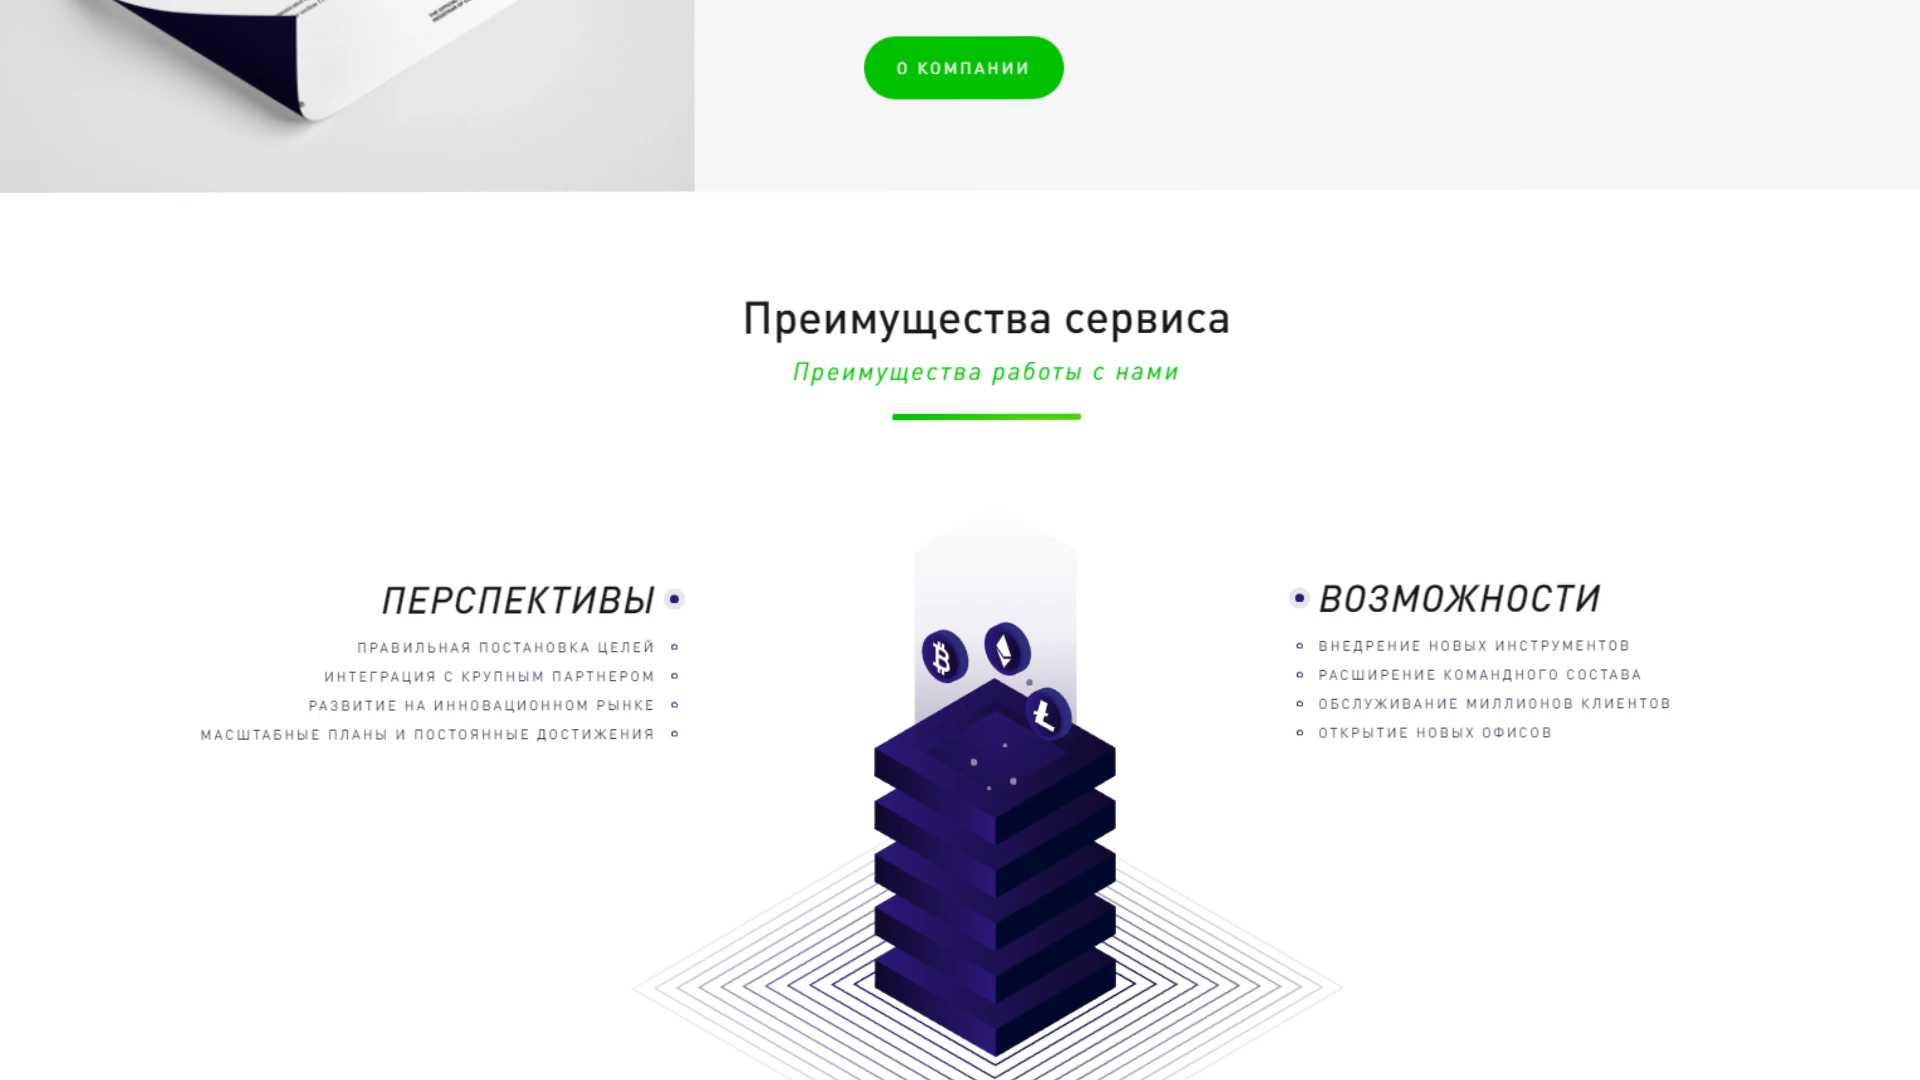 О КОМПАНИИ
Преимущества сервиса
Преимущества работы с нами
ПЕРСПЕКТИВЫ
ПРАВИЛЬНАЯ ПОСТАНОВКА ЦЕЛЕЙ
ИНТЕГРАЦИЯ С КРУПНЫМ ПАРТНЕРОМ
РАЗВИТИЕ НА ИННОВАЦИОННОМ РЫНКЕ
МАСШТАБНЫЕ ПЛАНЫ И ПОСТОЯННЫЕ ДОСТИЖЕНИЯ
ВОЗМОЖНОСТИ
ВНЕДРЕНИЕ НОВЫХ ИНСТРУМЕНТОВ
РАСШИРЕНИЕ КОМАНДНОГО СОСТАВА
ОБСЛУЖИВАНИЕ МИЛЛИОНОВ КЛИЕНТОВ
ОТКРЫТИЕ НОВЫХ ОФИСОВ